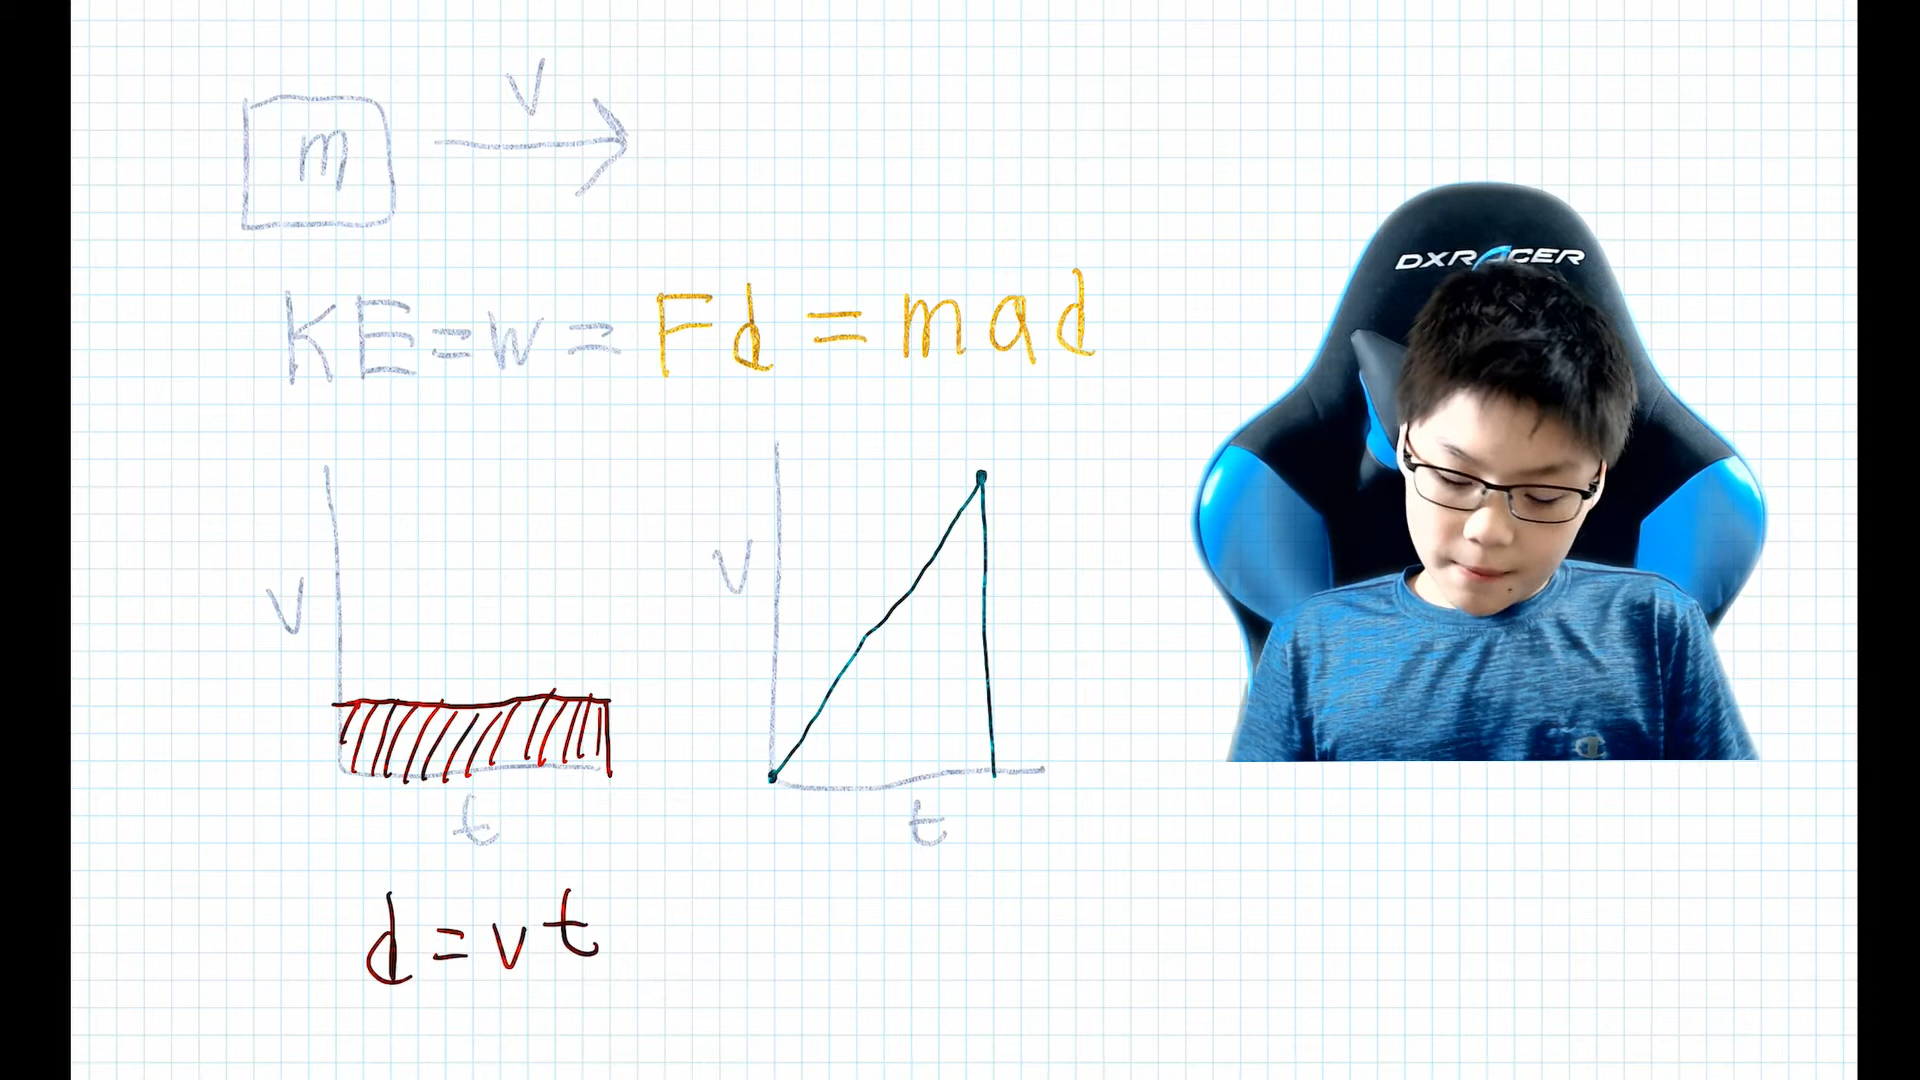 V
m
KE=W=Fd=mad
DXRACER
V
V
t
t
d=vt